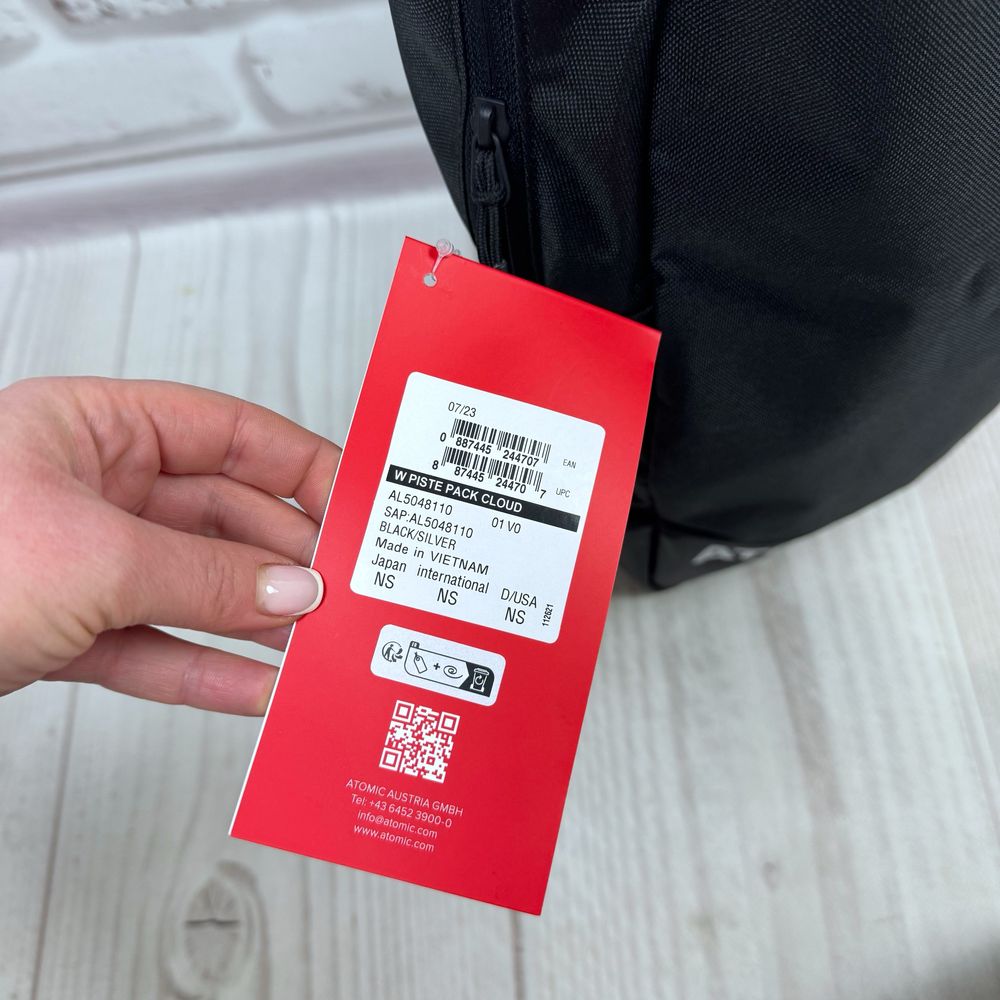 07/23
0 887445 244707 EAN
8 87445 24470 7 UPC
W PISTE PACK CLOUD
AL5048110 01 V0
SAP:AL5048110
BLACK/SILVER
Made in VIETNAM
Japan international D/USA
NS NS NS
112621
ATOMIC AUSTRIA GMBH
Tel: +43 6452 3900-0
info@atomic.com
www.atomic.com